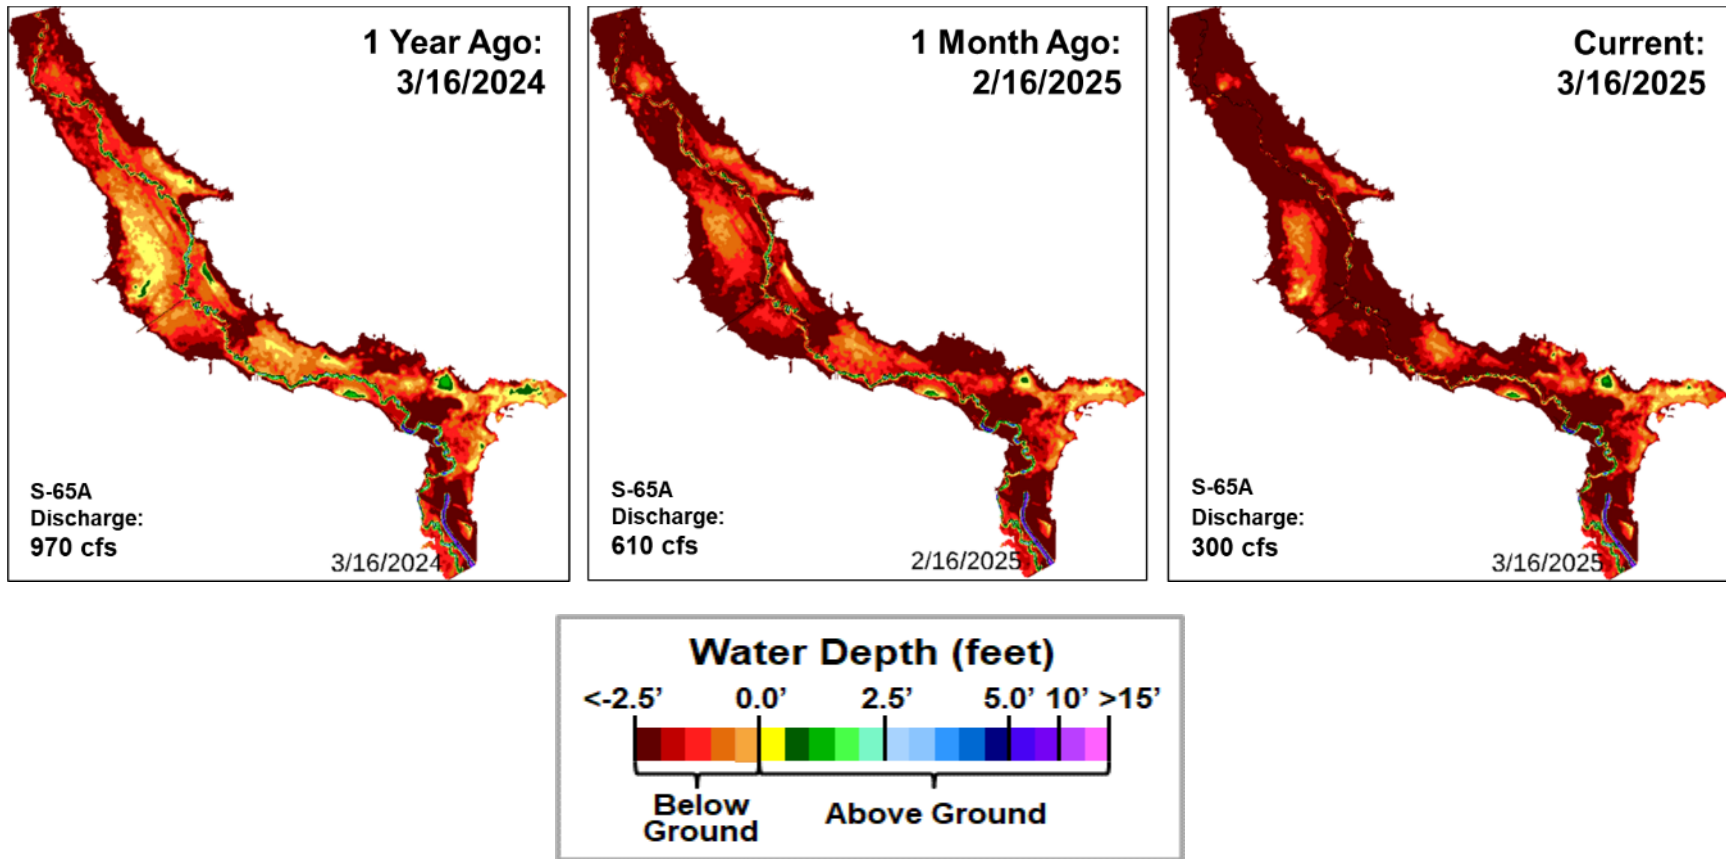 1 Year Ago:
3/16/2024
S-65A
Discharge:
970 cfs
3/16/2024
1 Month Ago:
2/16/2025
S-65A
Discharge:
610 cfs
2/16/2025
Current:
3/16/2025
S-65A
Discharge:
300 cfs
3/16/2025
Water Depth (feet)
<-2.5’ 0.0’ 2.5’ 5.0’ 10’ >15’
Below
Ground
Above Ground